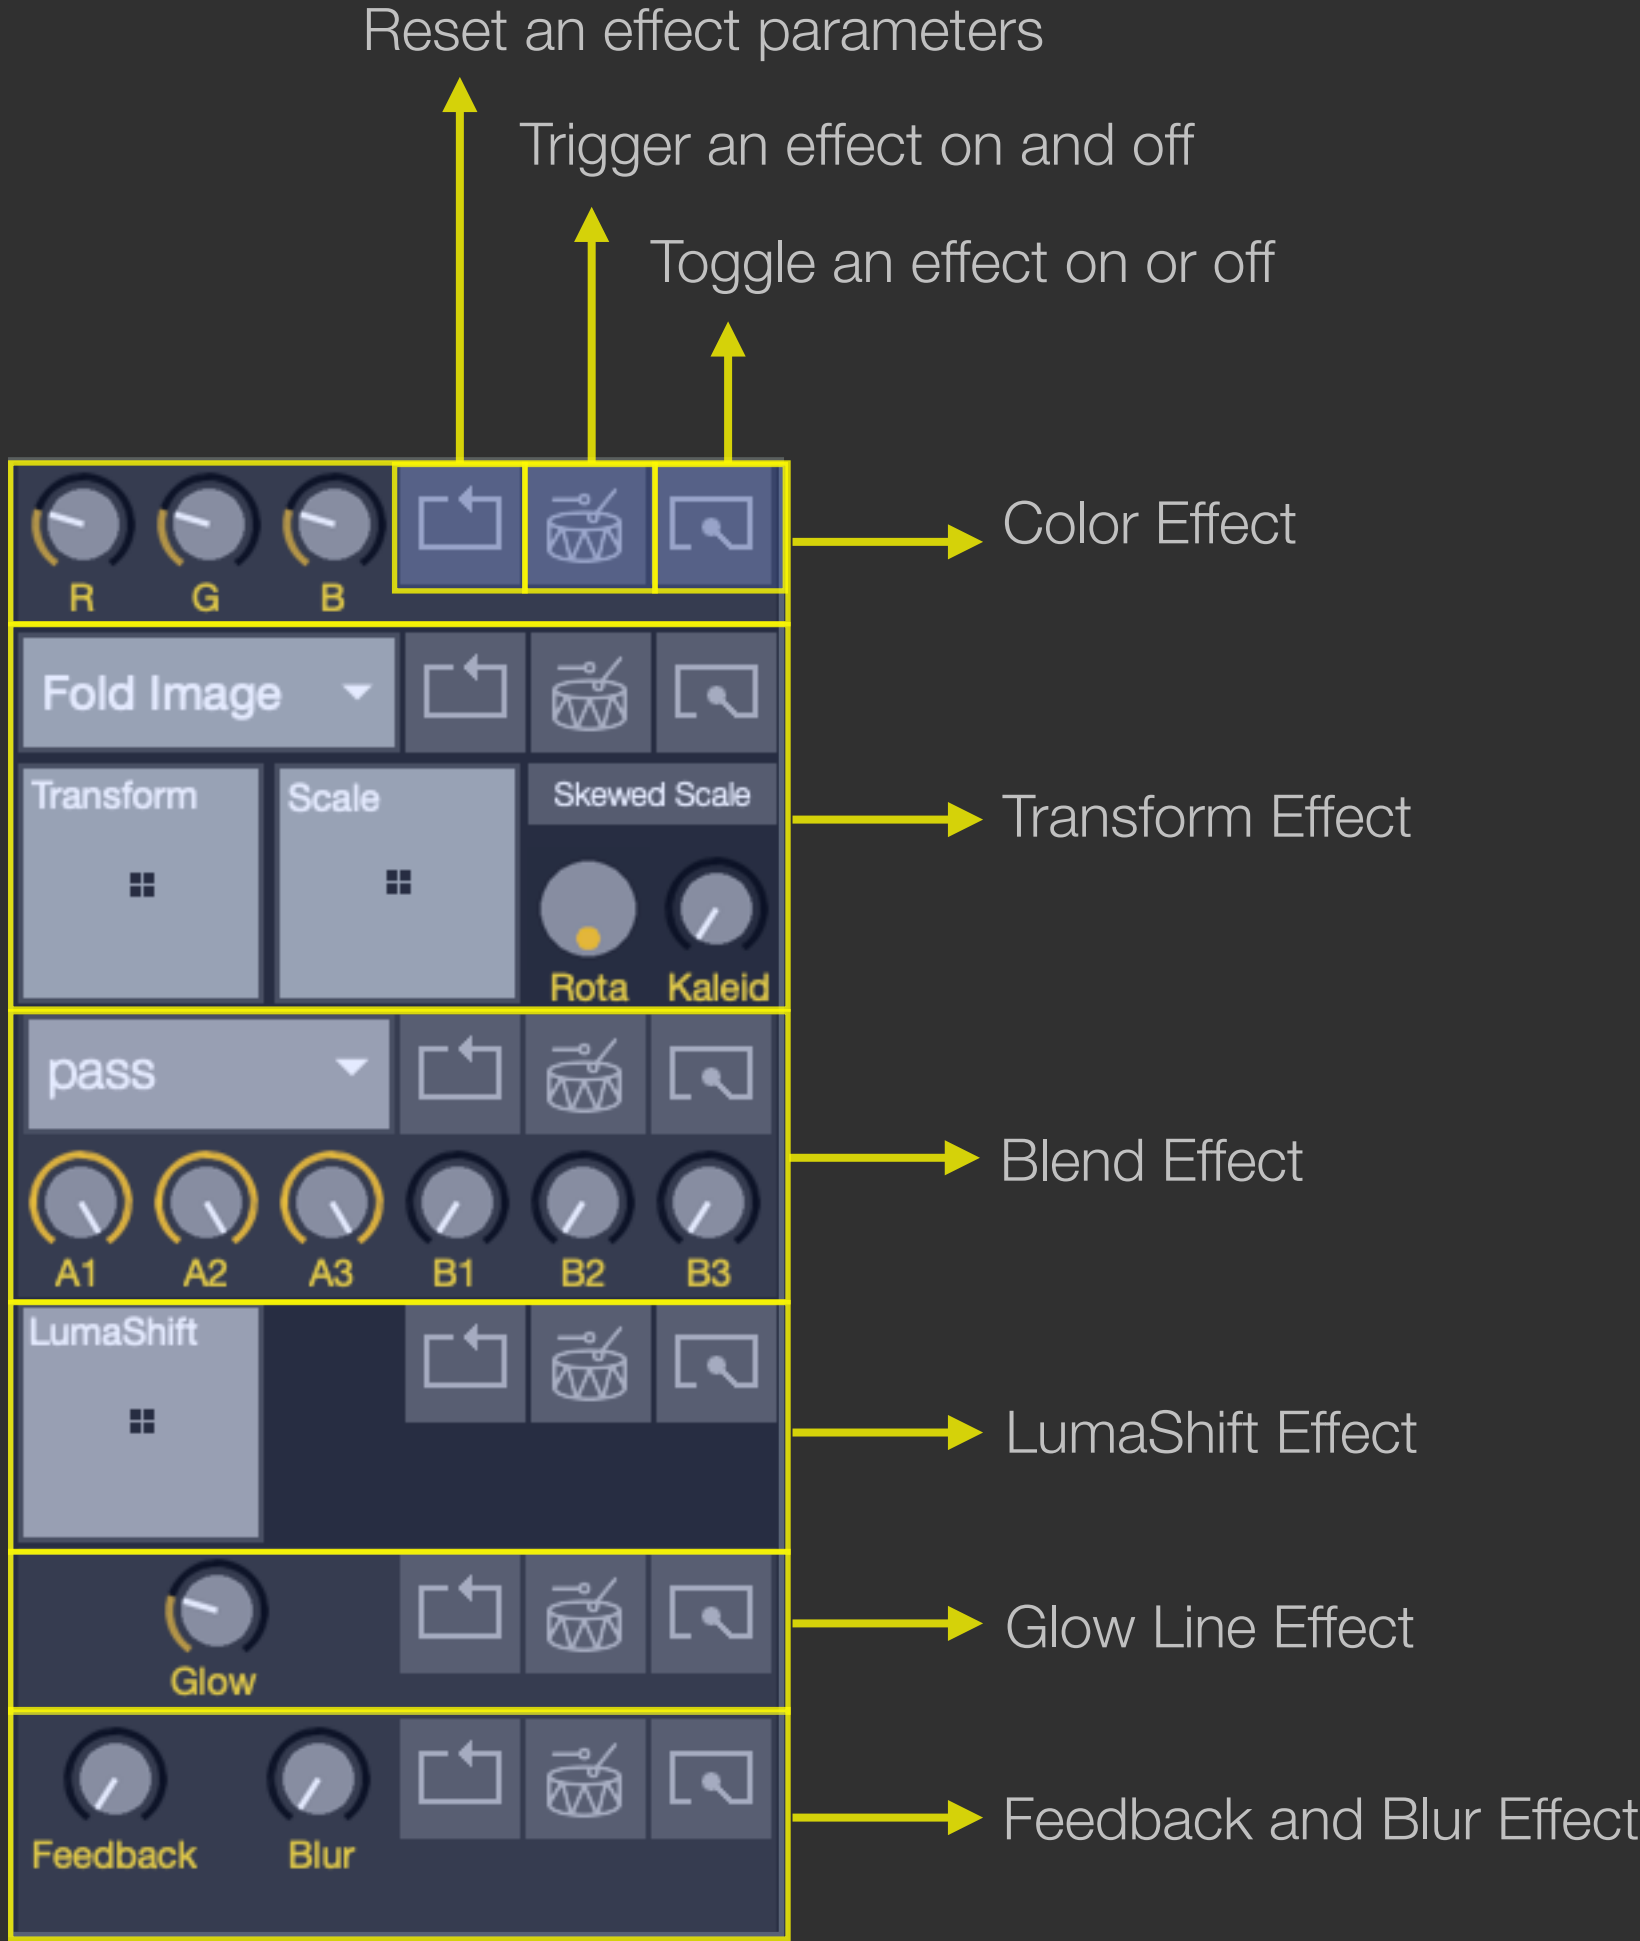 Reset an effect parameters
Trigger an effect on and off
Toggle an effect on or off
R G B
Color Effect
Fold Image
Transform Scale Skewed Scale
Transform Effect
Rota Kaleid
pass
Blend Effect
A1 A2 A3 B1 B2 B3
LumaShift
LumaShift Effect
Glow Line Effect
Glow
Feedback and Blur Effect
Feedback Blur